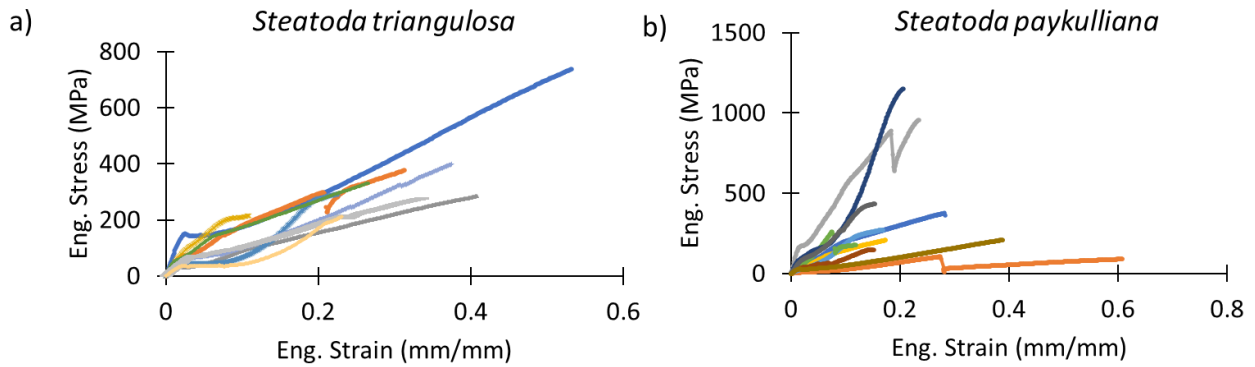 a)
Steatoda triangulosa
800
600
400
200
0
Eng. Stress (MPa)
0
0.2
0.4
0.6
Eng. Strain (mm/mm)
b)
Steatoda paykulliana
1500
1000
500
0
Eng. Stress (MPa)
0
0.2
0.4
0.6
0.8
Eng. Strain (mm/mm)